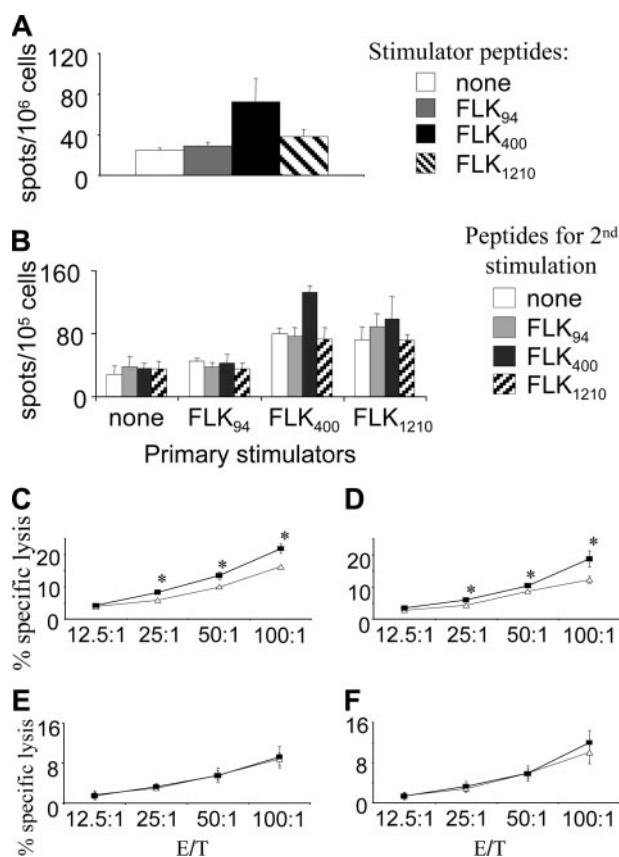 A
Stimulator peptides:
120
80
40
0
spots/10⁶ cells
none
FLK₉₄
FLK₄₀₀
FLK₁₂₁₀
B
Peptides for 2ⁿᵈ
stimulation
160
80
0
spots/10⁵ cells
none
FLK₉₄
FLK₄₀₀
FLK₁₂₁₀
none FLK₉₄ FLK₄₀₀ FLK₁₂₁₀
Primary stimulators
C
% specific lysis
20
10
0
* * *
12.5:1 25:1 50:1 100:1
D
20
10
0
* * *
12.5:1 25:1 50:1 100:1
E
% specific lysis
16
8
0
12.5:1 25:1 50:1 100:1
E/T
F
16
8
0
12.5:1 25:1 50:1 100:1
E/T